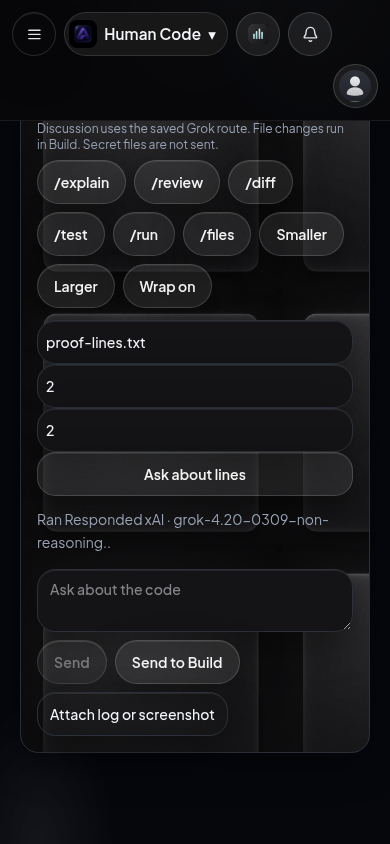 Human Code ▾
Discussion uses the saved Grok route. File changes run
in Build. Secret files are not sent.
/explain
/review
/diff
/test
/run
/files
Smaller
Larger
Wrap on
proof-lines.txt
2
2
Ask about lines
Ran Responded xAI · grok-4.20-0309-non-
reasoning..
Ask about the code
Send
Send to Build
Attach log or screenshot